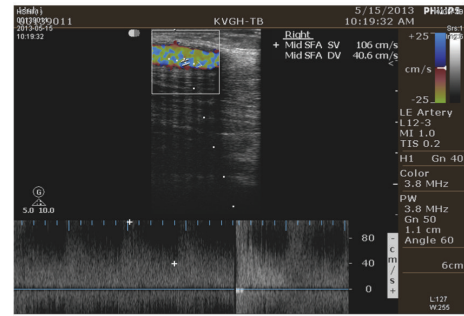 5/15/2013 PHILIPS
KVGH-TB 10:19:32 AM
2013-05-15
10:19:32
Right
+ Mid SFA SV 106 cm/s
Mid SFA DV 40.6 cm/s
+25
cm/s
-25
LE Artery
L12-3
MI 1.0
TIS 0.2
H1 Gn 40
Color
3.8 MHz
PW
3.8 MHz
Gn 50
1.1 cm
Angle 60
6cm
G
5.0 10.0
80
40
0
-
c
m
/
s
+
L:127
W:255